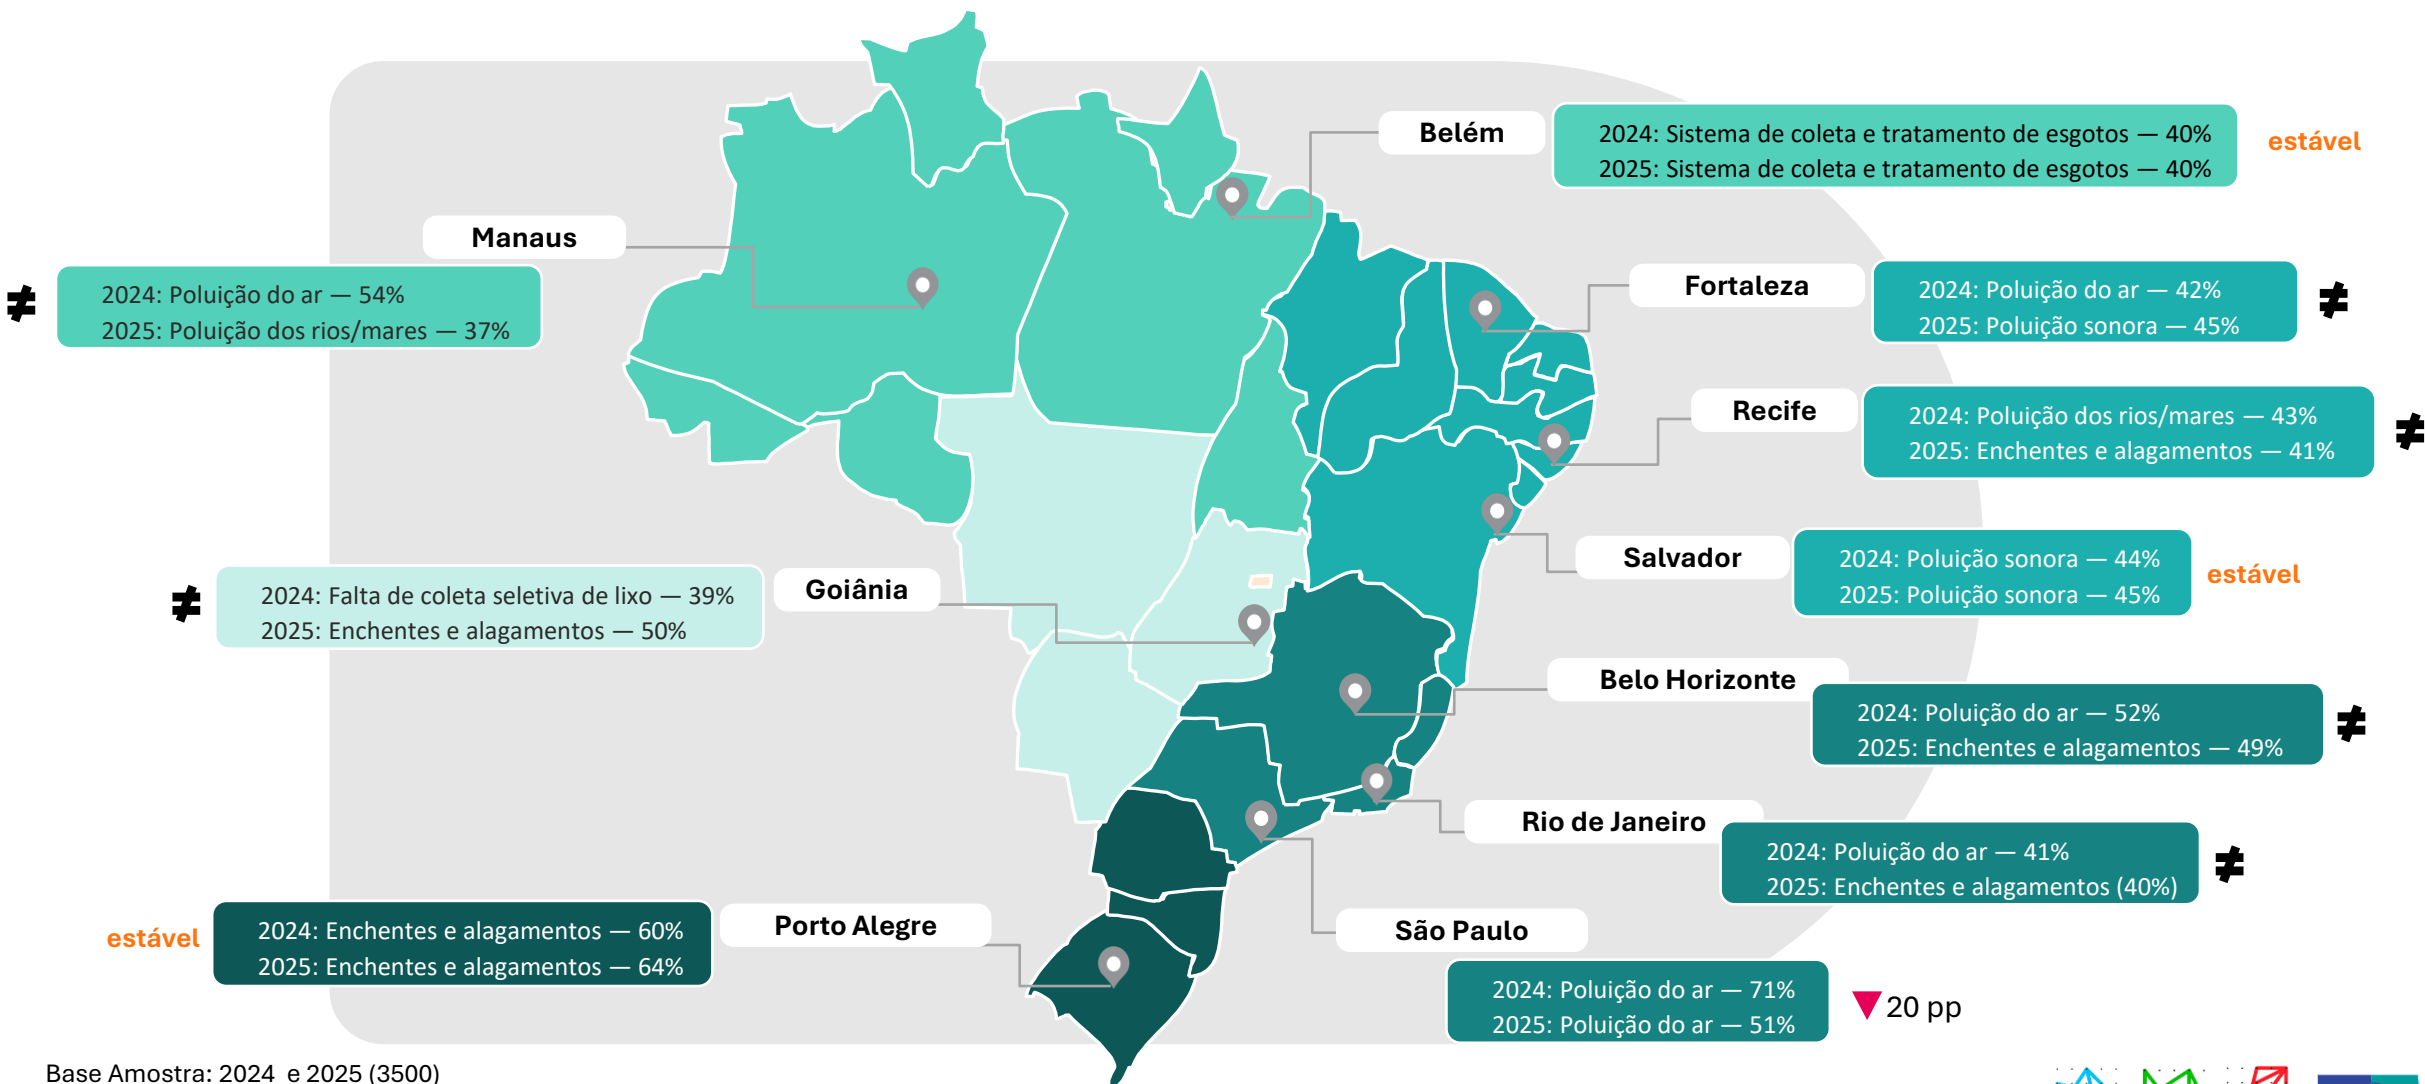 Belém
2024: Sistema de coleta e tratamento de esgotos — 40%
2025: Sistema de coleta e tratamento de esgotos — 40%
estável
Manaus
≠
2024: Poluição do ar — 54%
2025: Poluição dos rios/mares — 37%
Fortaleza
2024: Poluição do ar — 42%
2025: Poluição sonora — 45%
≠
Recife
2024: Poluição dos rios/mares — 43%
2025: Enchentes e alagamentos — 41%
≠
Salvador
2024: Poluição sonora — 44%
2025: Poluição sonora — 45%
estável
≠
2024: Falta de coleta seletiva de lixo — 39%
2025: Enchentes e alagamentos — 50%
Goiânia
Belo Horizonte
2024: Poluição do ar — 52%
2025: Enchentes e alagamentos — 49%
≠
Rio de Janeiro
2024: Poluição do ar — 41%
2025: Enchentes e alagamentos (40%)
≠
estável
2024: Enchentes e alagamentos — 60%
2025: Enchentes e alagamentos — 64%
Porto Alegre
São Paulo
2024: Poluição do ar — 71%
2025: Poluição do ar — 51%
▼20 pp
Base Amostra: 2024 e 2025 (3500)